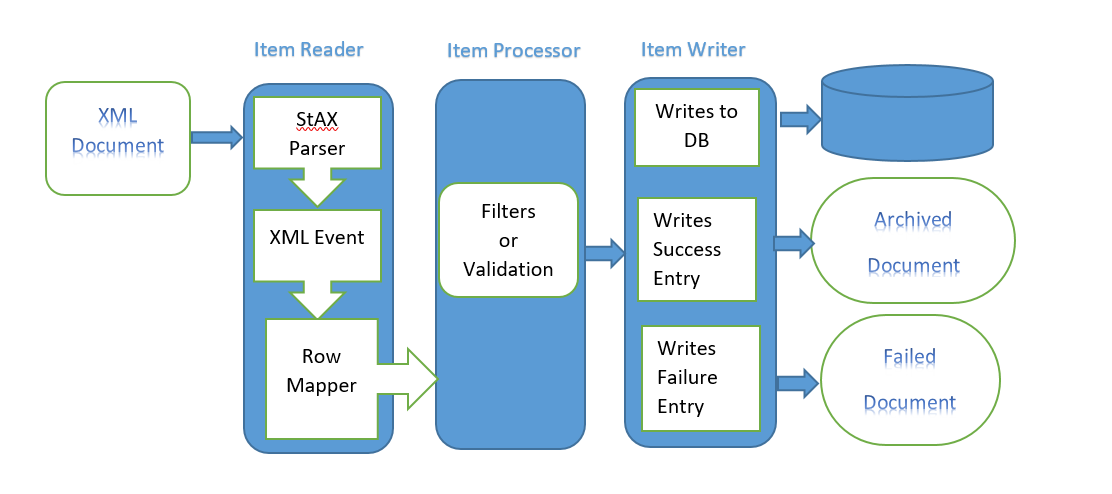 Item Reader
Item Processor
Item Writer
XML
Document
StAX
Parser
XML Event
Row
Mapper
Filters
or
Validation
Writes to
DB
Writes
Success
Entry
Writes
Failure
Entry
Archived
Document
Failed
Document